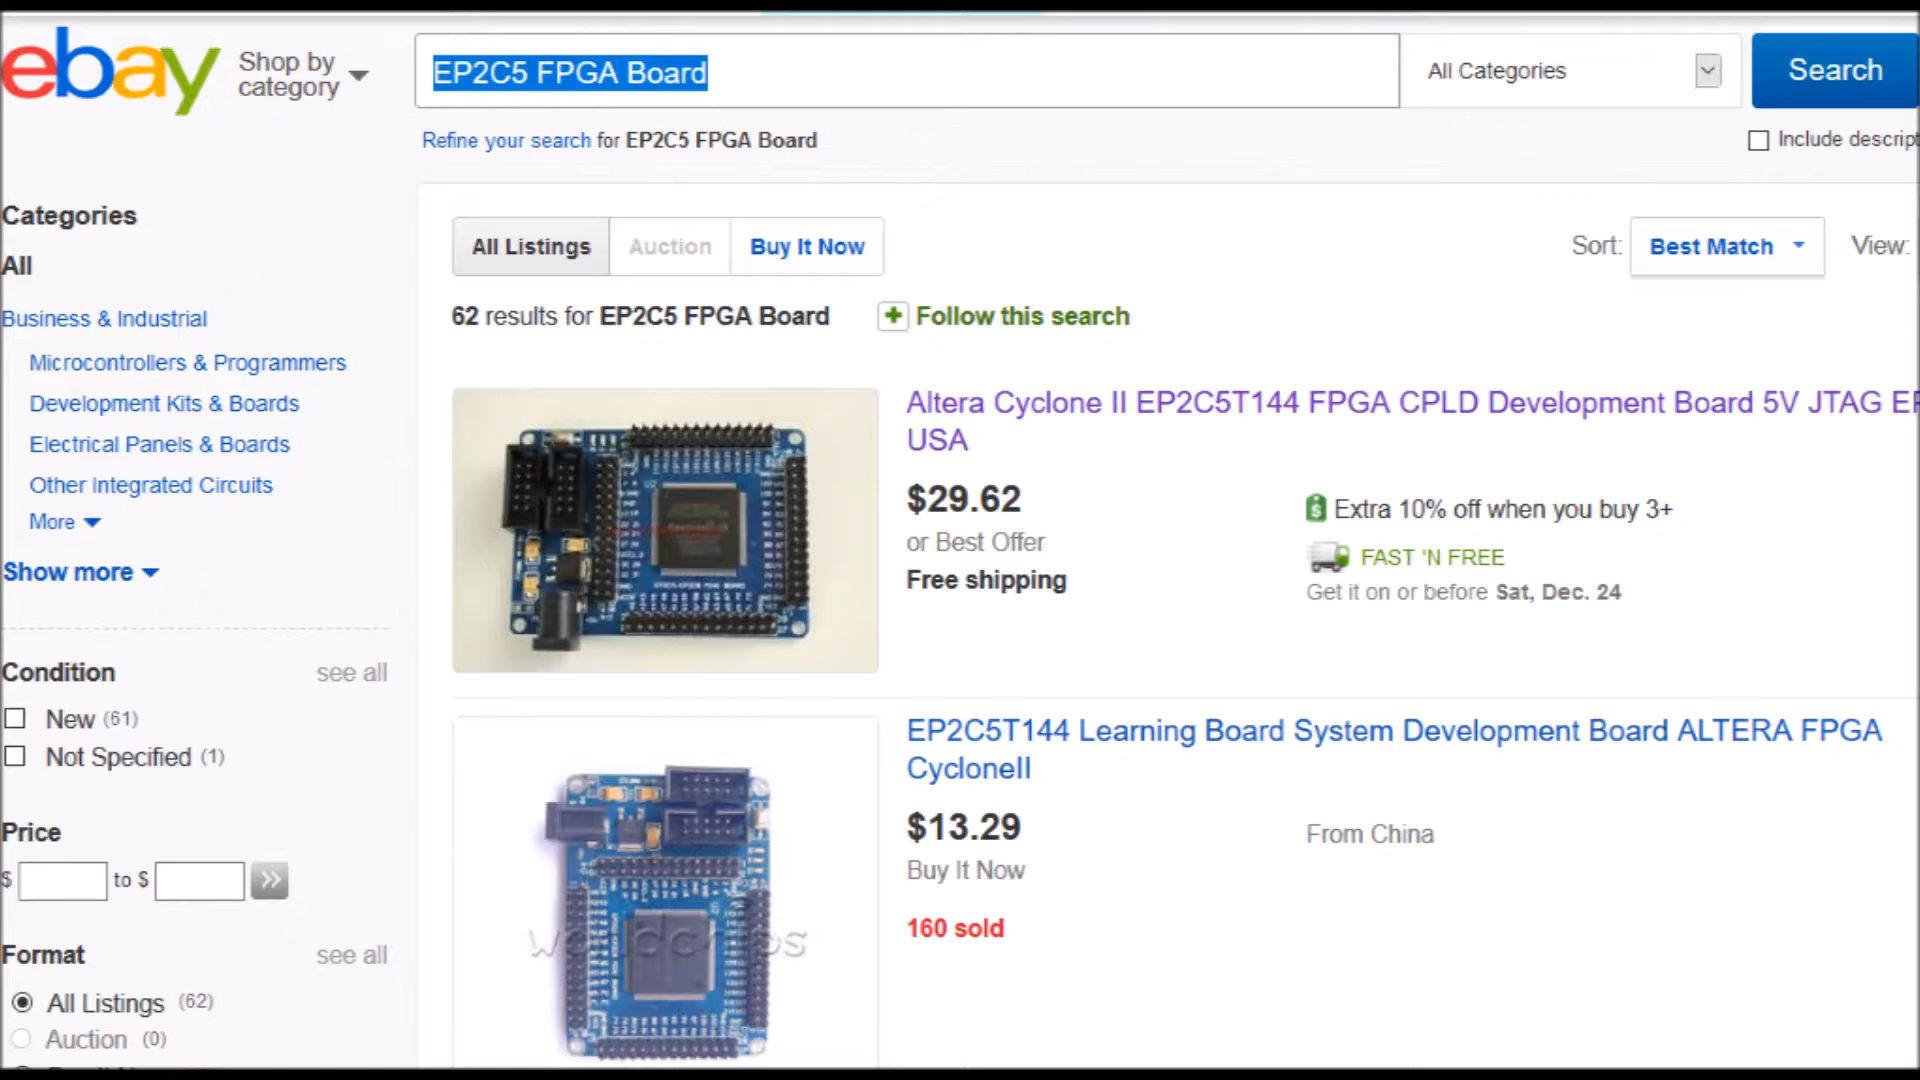 ebay
Shop by
category
EP2C5 FPGA Board
All Categories
Search
Refine your search for EP2C5 FPGA Board
Include descript
Categories
All
Business & Industrial
Microcontrollers & Programmers
Development Kits & Boards
Electrical Panels & Boards
Other Integrated Circuits
More
Show more
Condition see all
New (61)
Not Specified (1)
Price
$ to $
Format see all
All Listings (62)
Auction (0)
All Listings
Auction
Buy It Now
Sort: Best Match
View:
62 results for EP2C5 FPGA Board
Follow this search
Altera Cyclone II EP2C5T144 FPGA CPLD Development Board 5V JTAG
USA
$29.62
or Best Offer
Free shipping
Extra 10% off when you buy 3+
FAST 'N FREE
Get it on or before Sat, Dec. 24
EP2C5T144 Learning Board System Development Board ALTERA FPGA
CycloneII
$13.29
Buy It Now
160 sold
From China